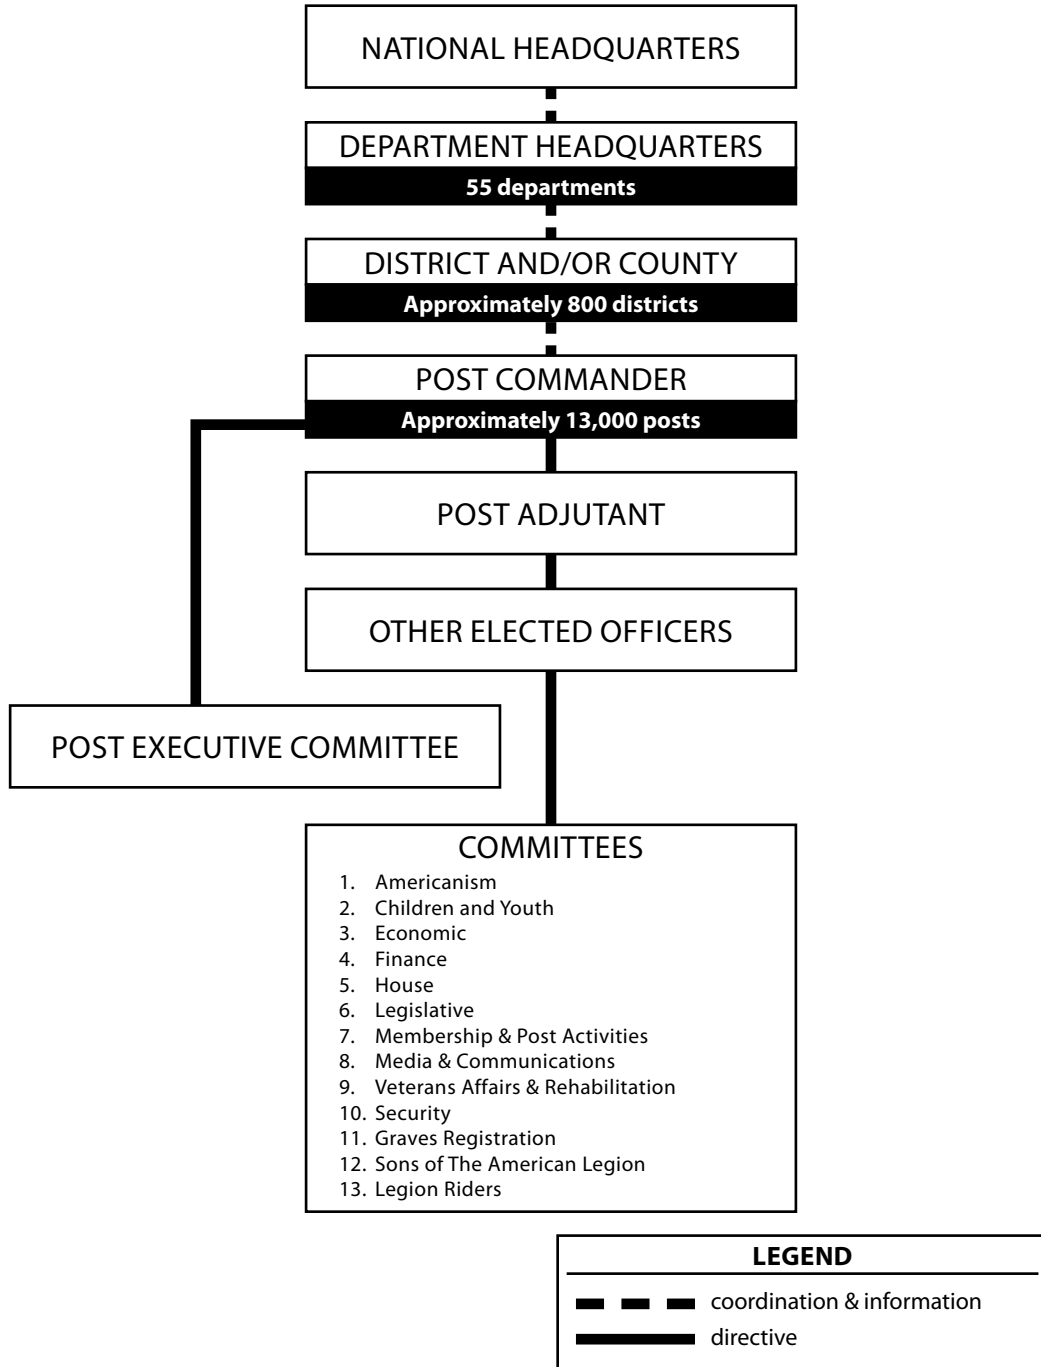 NATIONAL HEADQUARTERS
DEPARTMENT HEADQUARTERS
55 departments
DISTRICT AND/OR COUNTY
Approximately 800 districts
POST COMMANDER
Approximately 13,000 posts
POST ADJUTANT
OTHER ELECTED OFFICERS
POST EXECUTIVE COMMITTEE
COMMITTEES
1. Americanism
2. Children and Youth
3. Economic
4. Finance
5. House
6. Legislative
7. Membership & Post Activities
8. Media & Communications
9. Veterans Affairs & Rehabilitation
10. Security
11. Graves Registration
12. Sons of The American Legion
13. Legion Riders
LEGEND
coordination & information
directive